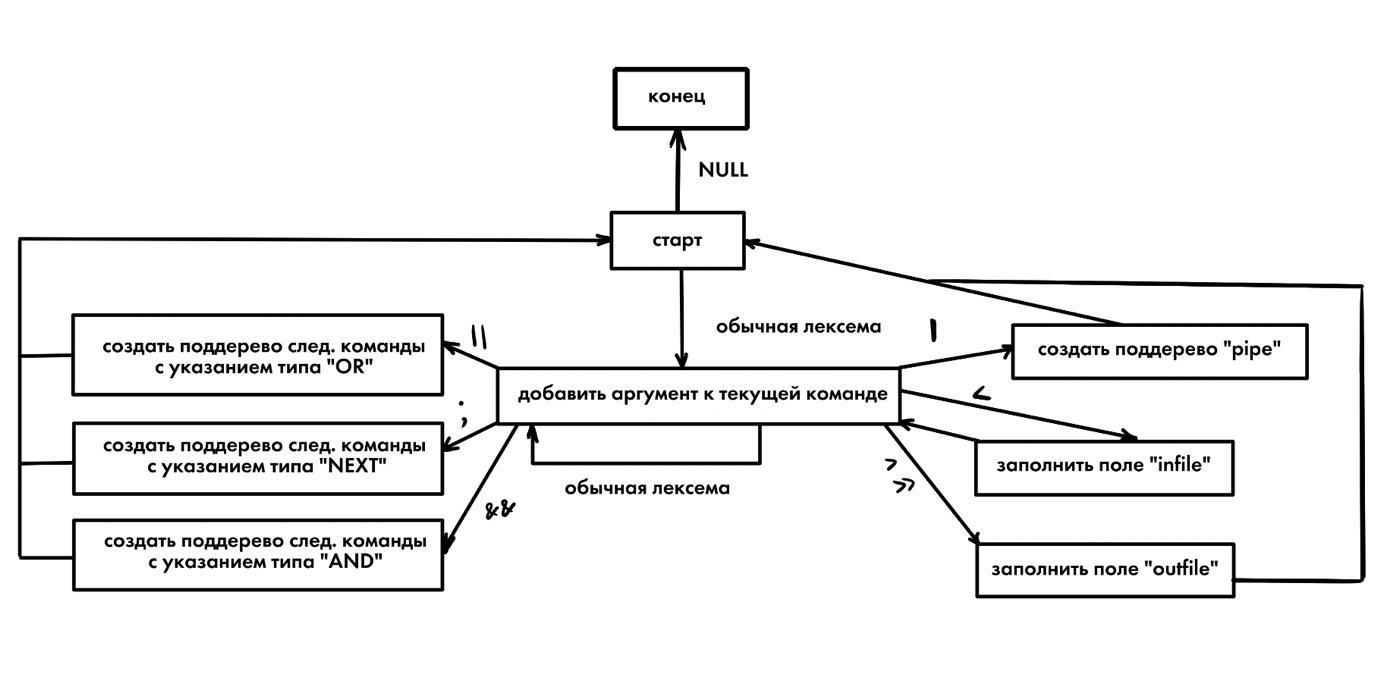 конец
NULL
старт
обычная лексема
|
||
создать поддерево след. команды
с указанием типа "OR"
создать поддерево "pipe"
добавить аргумент к текущей команде
<
;
создать поддерево след. команды
с указанием типа "NEXT"
заполнить поле "infile"
>
>>
обычная лексема
&&
создать поддерево след. команды
с указанием типа "AND"
заполнить поле "outfile"